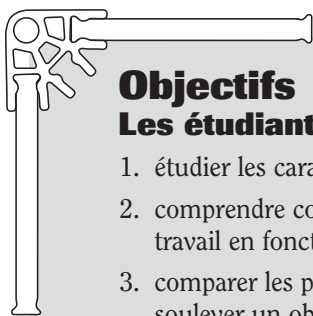 Objectifs
Les étudiant
1. étudier les cara
2. comprendre co
travail en fonct
3. comparer les p
soulever un ob